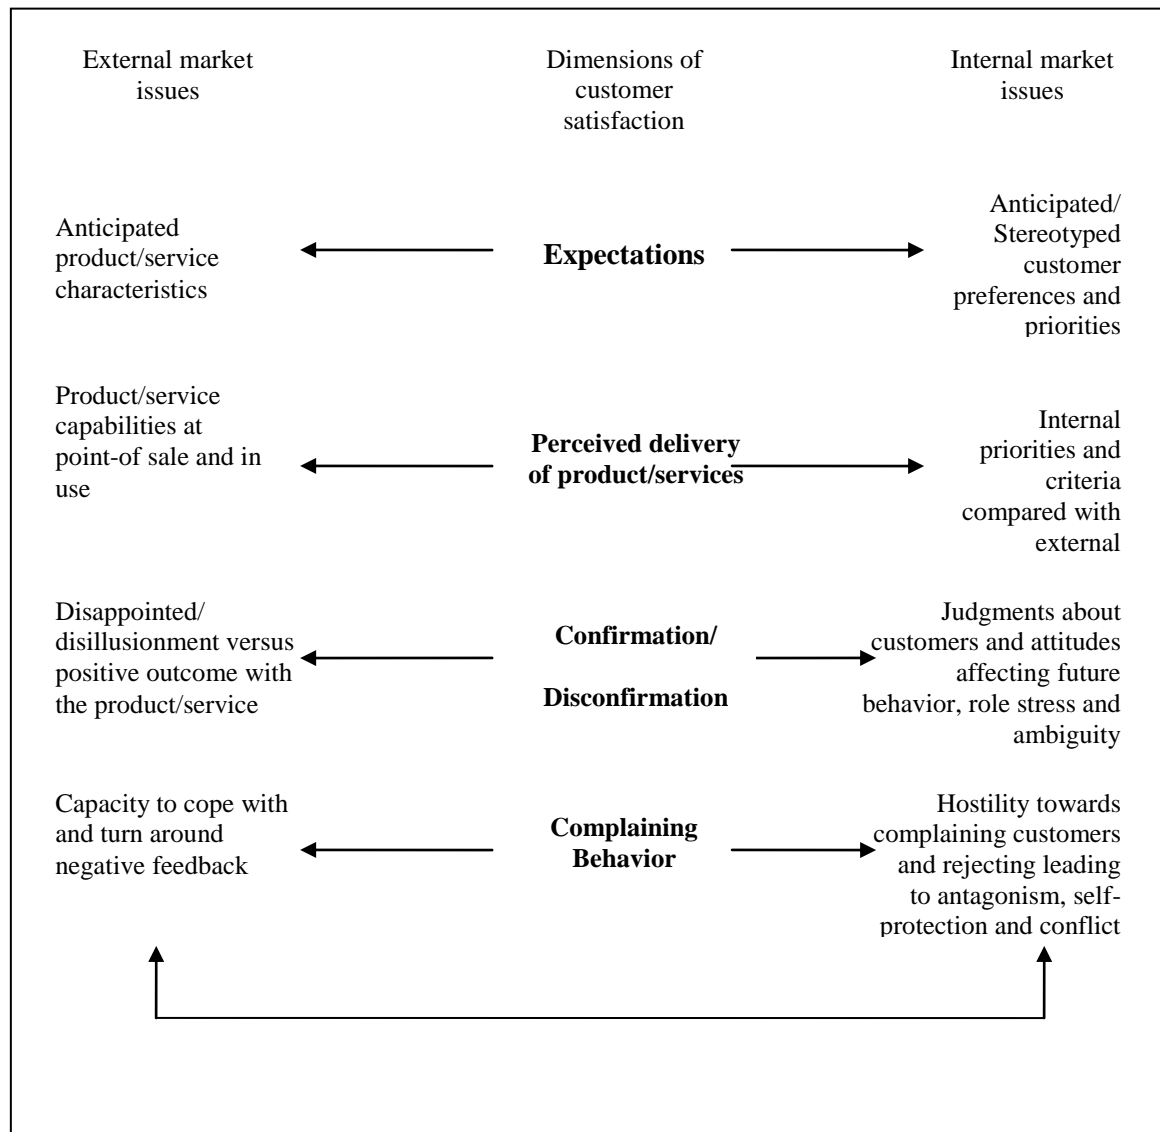 External market
issues
Dimensions of
customer
satisfaction
Internal market
issues
Anticipated
product/service
characteristics
Expectations
Anticipated/
Stereotyped
customer
preferences and
priorities
Product/service
capabilities at
point-of sale and in
use
Perceived delivery
of product/services
Internal
priorities and
criteria
compared with
external
Disappointed/
disillusionment versus
positive outcome with
the product/service
Confirmation/
Disconfirmation
Judgments about
customers and attitudes
affecting future
behavior, role stress and
ambiguity
Capacity to cope with
and turn around
negative feedback
Complaining
Behavior
Hostility towards
complaining customers
and rejecting leading
to antagonism, self-
protection and conflict